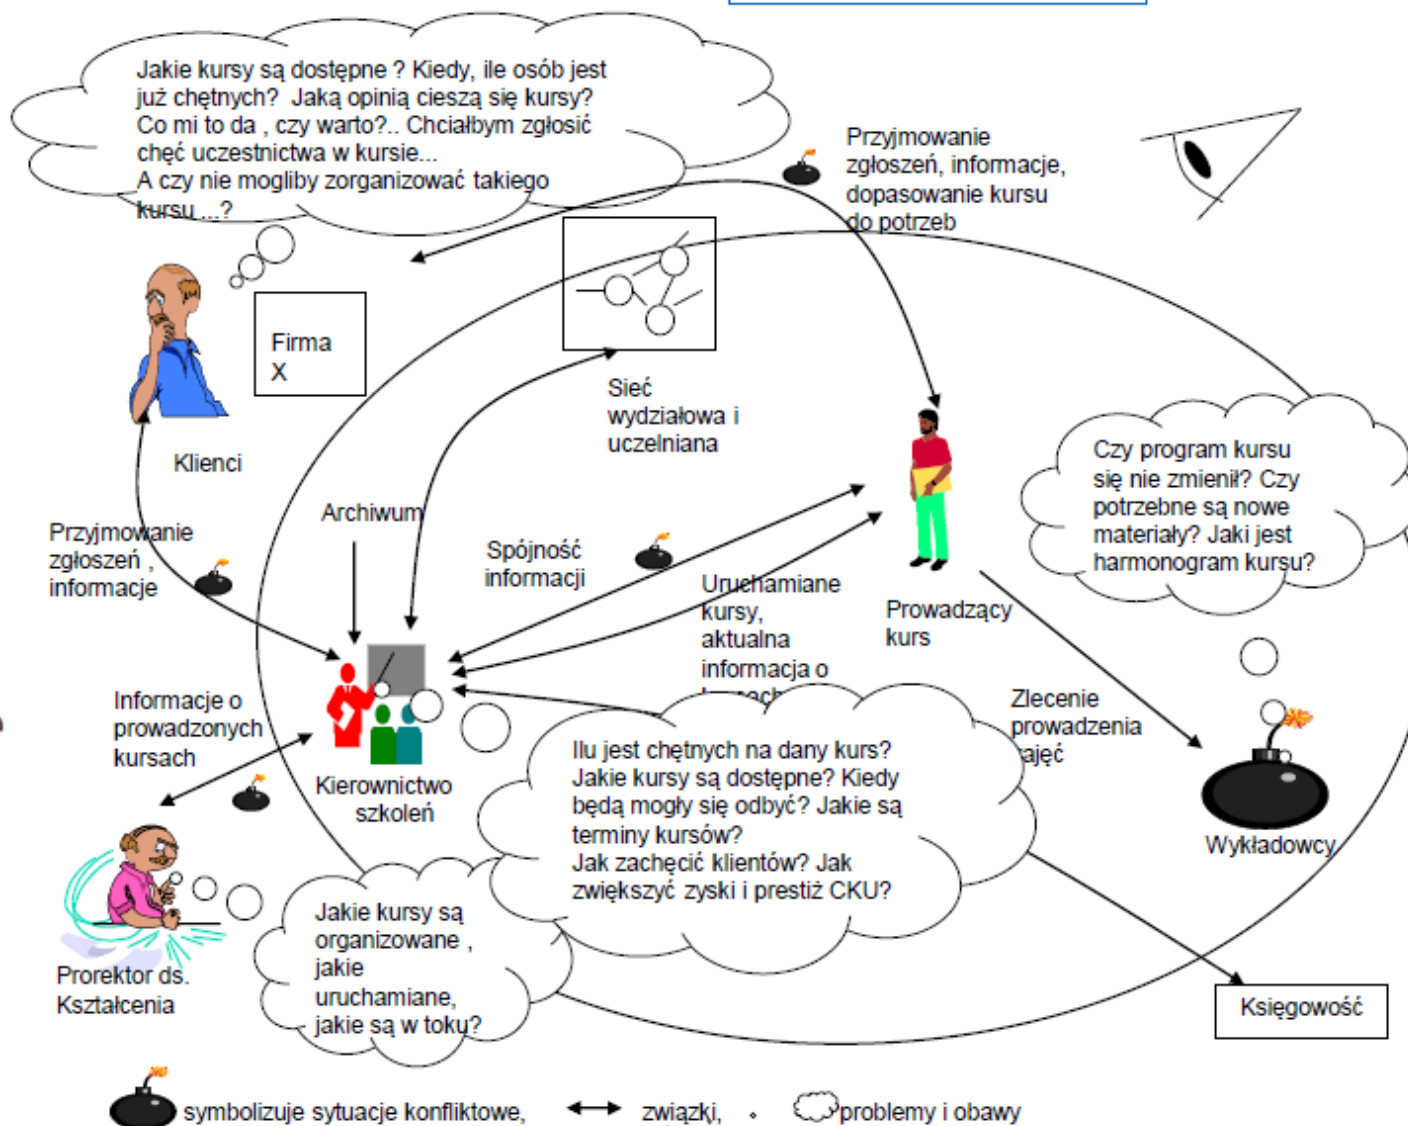 Jakie kursy są dostępne ? Kiedy, ile osób jest
już chętnych? Jaką opinią cieszą się kursy?
Co mi to da , czy warto?.. Chciałbym zgłosić
chęć uczestnictwa w kursie...
A czy nie mogliby zorganizować takiego
kursu ...?
Przyjmowanie
zgłoszeń, informacje,
dopasowanie kursu
do potrzeb
Firma
X
Klienci
Sieć
wydziałowa i
uczelniana
Czy program kursu
się nie zmienił? Czy
potrzebne są nowe
materiały? Jaki jest
harmonogram kursu?
Przyjmowanie
zgłoszeń ,
informacje
Archiwum
Spójność
informacji
Uruchamiane
kursy,
aktualna
informacja o
Prowadzący
kurs
Informacje o
prowadzonych
kursach
Kierownictwo
szkoleń
Zlecenie
prowadzenia
Ilu jest chętnych na dany kurs?
Jakie kursy są dostępne? Kiedy
będą mogły się odbyć? Jakie są
terminy kursów?
Jak zachęcić klientów? Jak
zwiększyć zyski i prestiż CKU?
Wykładowcy
Jakie kursy są
organizowane ,
jakie
uruchamiane,
jakie są w toku?
Prorektor ds.
Kształcenia
Księgowość
symbolizuje sytuacje konfliktowe, związki, problemy i obawy